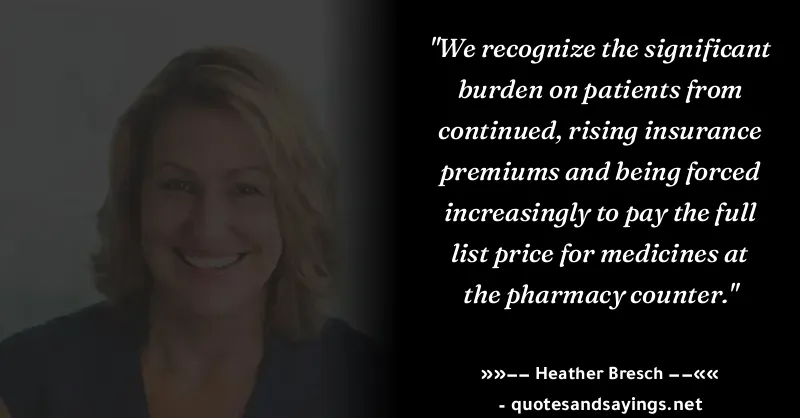 "We recognize the significant
burden on patients from
continued, rising insurance
premiums and being forced
increasingly to pay the full
list price for medicines at
the pharmacy counter."
»»–– Heather Bresch ––««
- quotesandsayings.net